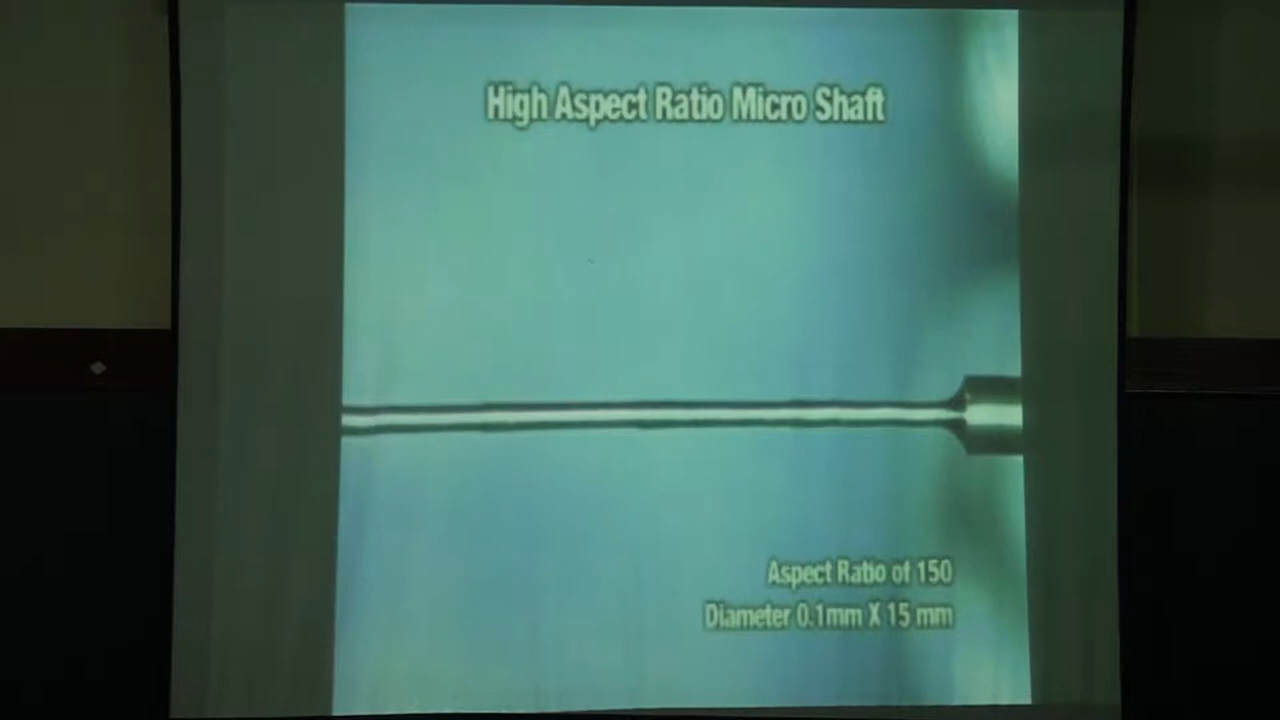 High Aspect Ratio Micro Shaft
Aspect Ratio of 150
Diameter 0.1mm X 15 mm